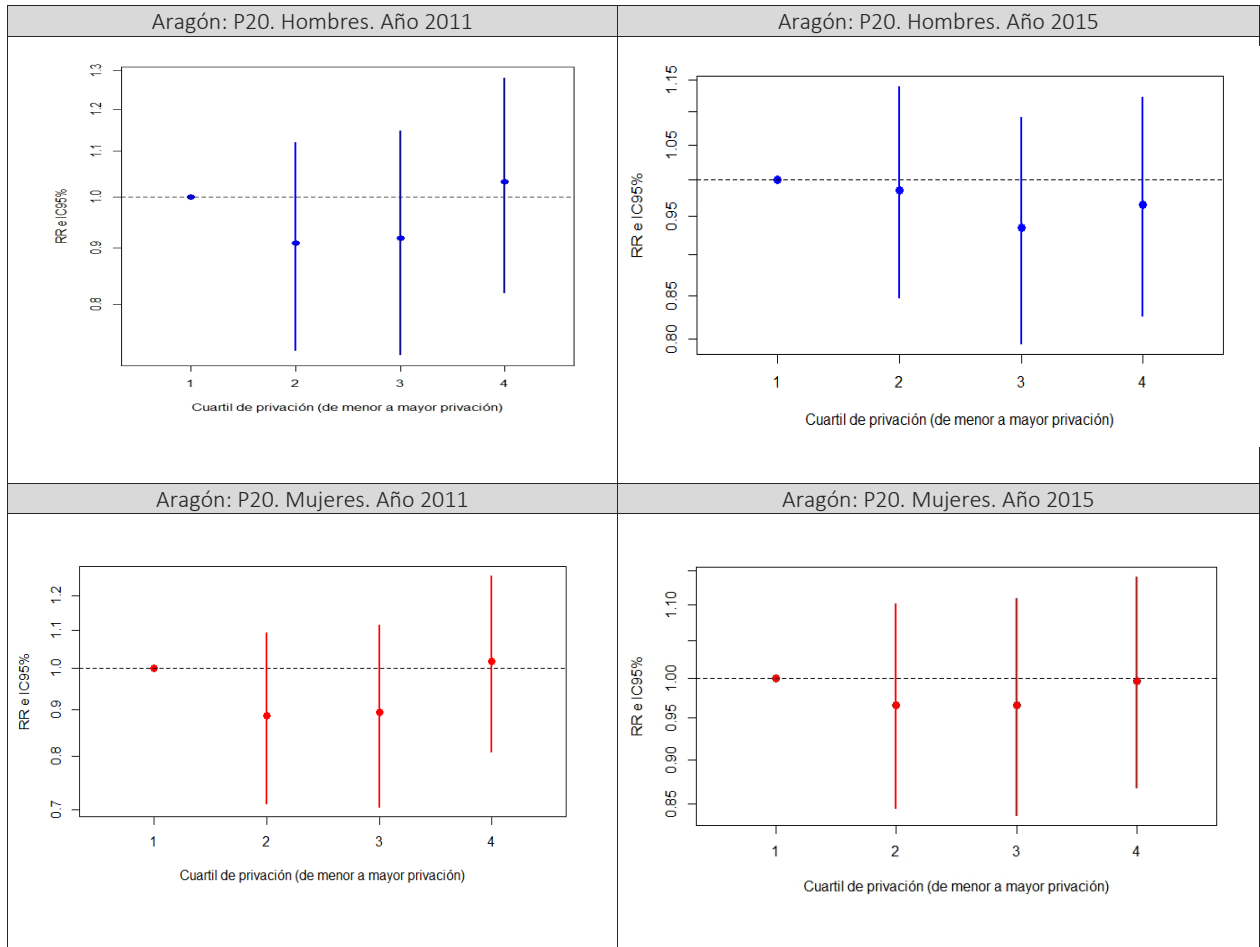 Aragón: P20. Hombres. Año 2011
Aragón: P20. Hombres. Año 2015
RR e IC95%
1.3
1.2
1.1
1.0
0.9
0.8
1 2 3 4
Cuartil de privación (de menor a mayor privación)
RR e IC95%
1.15
1.05
0.95
0.85
0.80
1 2 3 4
Cuartil de privación (de menor a mayor privación)
Aragón: P20. Mujeres. Año 2011
Aragón: P20. Mujeres. Año 2015
RR e IC95%
1.2
1.1
1.0
0.9
0.8
0.7
1 2 3 4
Cuartil de privación (de menor a mayor privación)
RR e IC95%
1.10
1.00
0.95
0.90
0.85
1 2 3 4
Cuartil de privación (de menor a mayor privación)